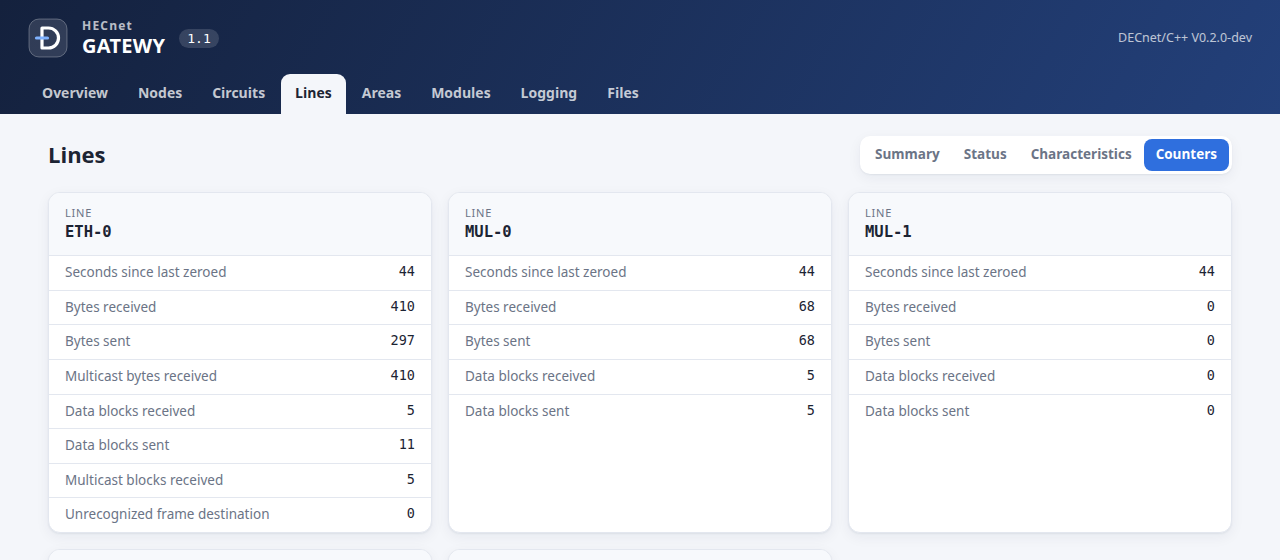 HECnet
GATEWY 1.1
DECnet/C++ V0.2.0-dev
Overview Nodes Circuits Lines Areas Modules Logging Files
Lines
Summary Status Characteristics Counters
LINE
ETH-0
Seconds since last zeroed 44
Bytes received 410
Bytes sent 297
Multicast bytes received 410
Data blocks received 5
Data blocks sent 11
Multicast blocks received 5
Unrecognized frame destination 0
LINE
MUL-0
Seconds since last zeroed 44
Bytes received 68
Bytes sent 68
Data blocks received 5
Data blocks sent 5
LINE
MUL-1
Seconds since last zeroed 44
Bytes received 0
Bytes sent 0
Data blocks received 0
Data blocks sent 0